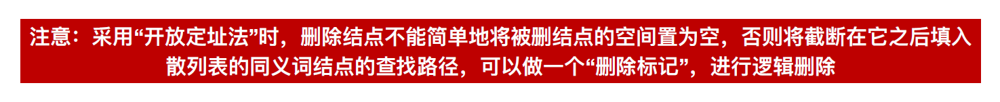 注意：采用“开放定址法”时，删除结点不能简单地将被删结点的空间置为空，否则将截断在它之后填入
散列表的同义词结点的查找路径，可以做一个“删除标记”，进行逻辑删除